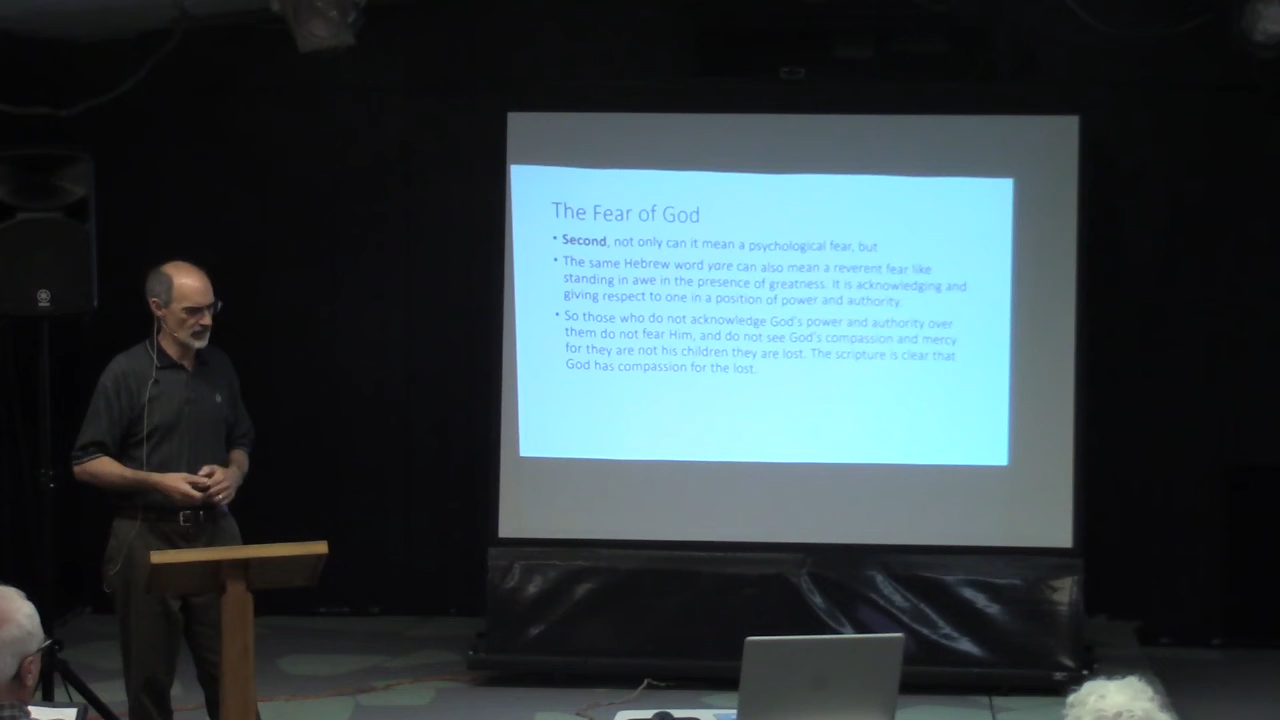 The Fear of God
• Second, not only can it mean a psychological fear, but
• The same Hebrew word yare can also mean a reverent fear like
standing in awe in the presence of greatness. It is acknowledging and
giving respect to one in a position of power and authority.
• So those who do not acknowledge God's power and authority over
them do not fear Him, and do not see God's compassion and mercy
for they are not his children they are lost. The scripture is clear that
God has compassion for the lost.